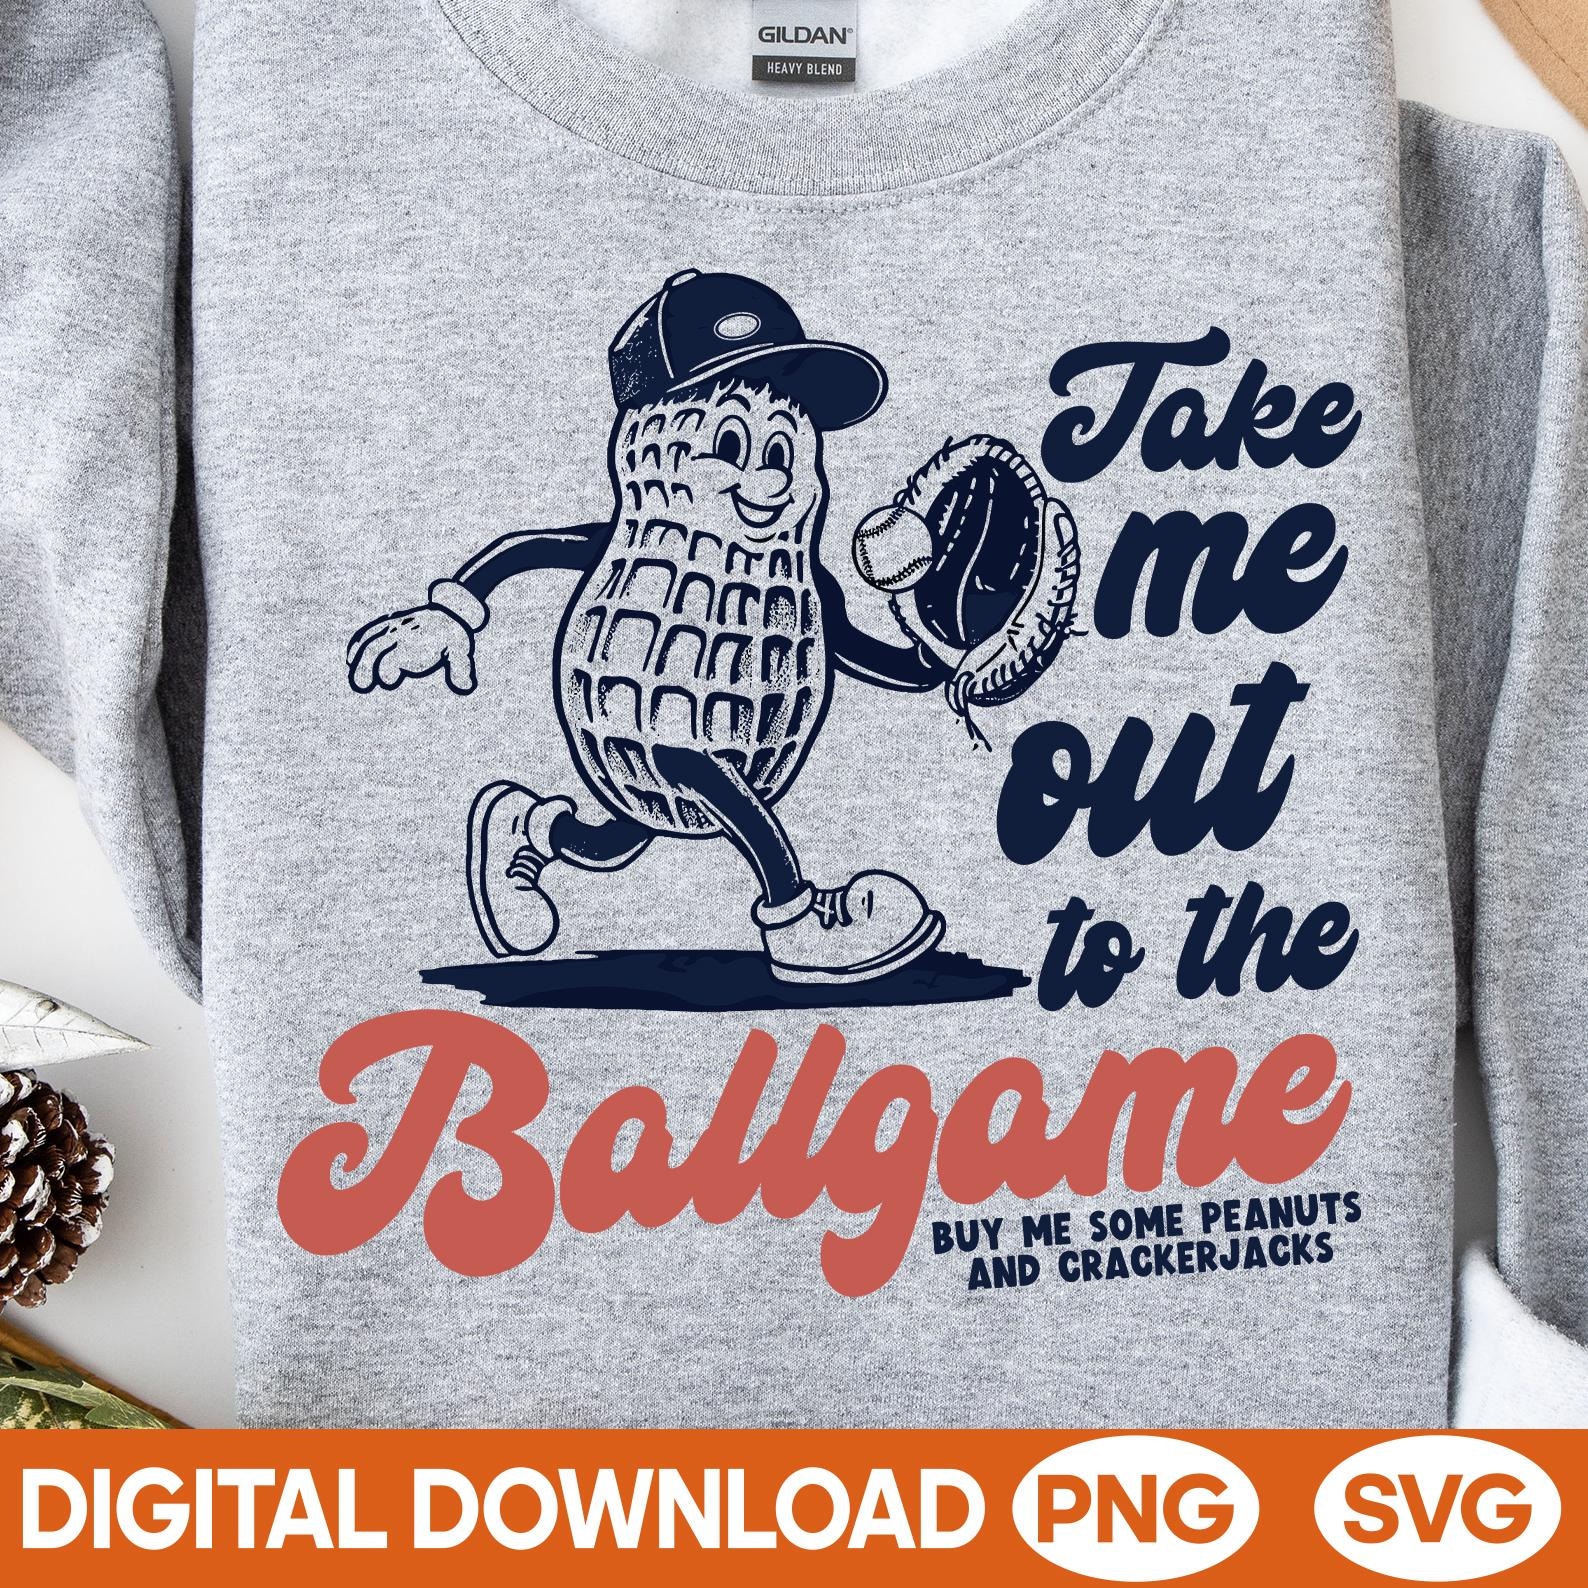 GILDAN®
HEAVY BLEND
Take
me
out
to the
Ballgame
BUY ME SOME PEANUTS
AND CRACKERJACKS
DIGITAL DOWNLOAD PNG SVG